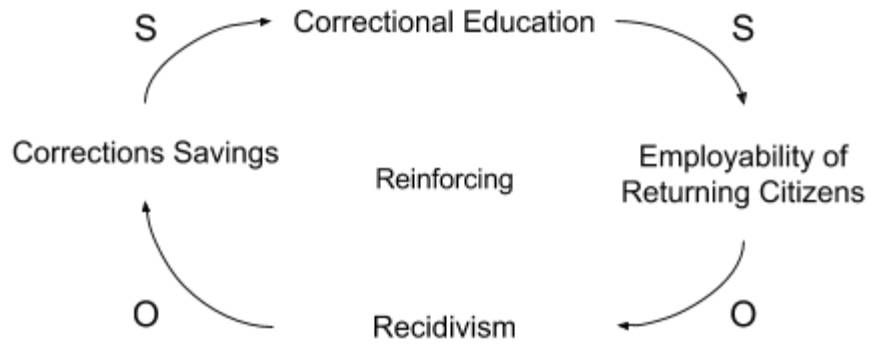 S
Correctional Education
S
Corrections Savings
Reinforcing
Employability of
Returning Citizens
O
Recidivism
O